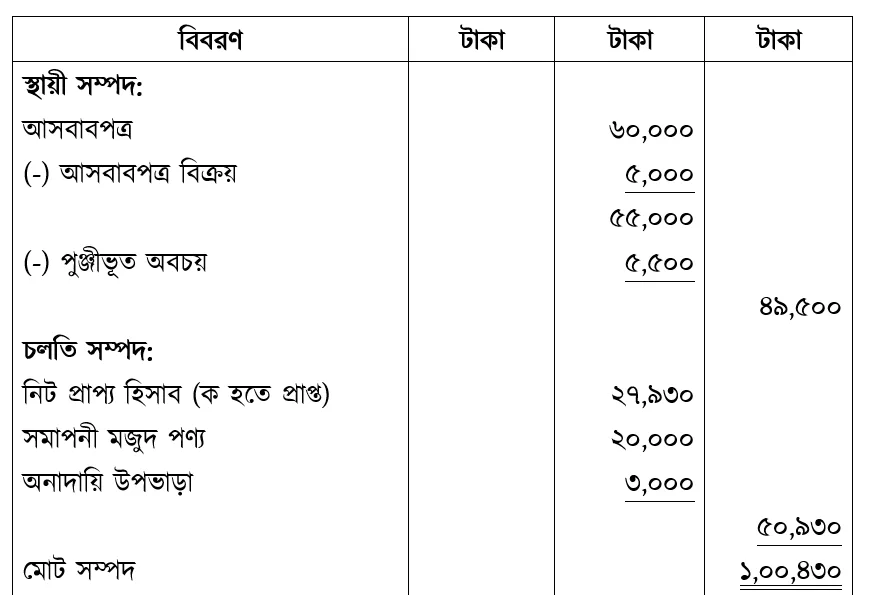 বিবরণ টাকা টাকা টাকা
স্থায়ী সম্পদ:
আসবাবপত্র ৬০,০০০
(-) আসবাবপত্র বিক্রয় ৫,০০০
৫৫,০০০
(-) পুঞ্জীভূত অবচয় ৫,৫০০
৪৯,৫০০
চলতি সম্পদ:
নিট প্রাপ্য হিসাব (ক হতে প্রাপ্ত) ২৭,৯৩০
সমাপনী মজুদ পণ্য ২০,০০০
অনাদায়ি উপভাড়া ৩,০০০
৫০,৯৩০
মোট সম্পদ ১,০০,৪৩০